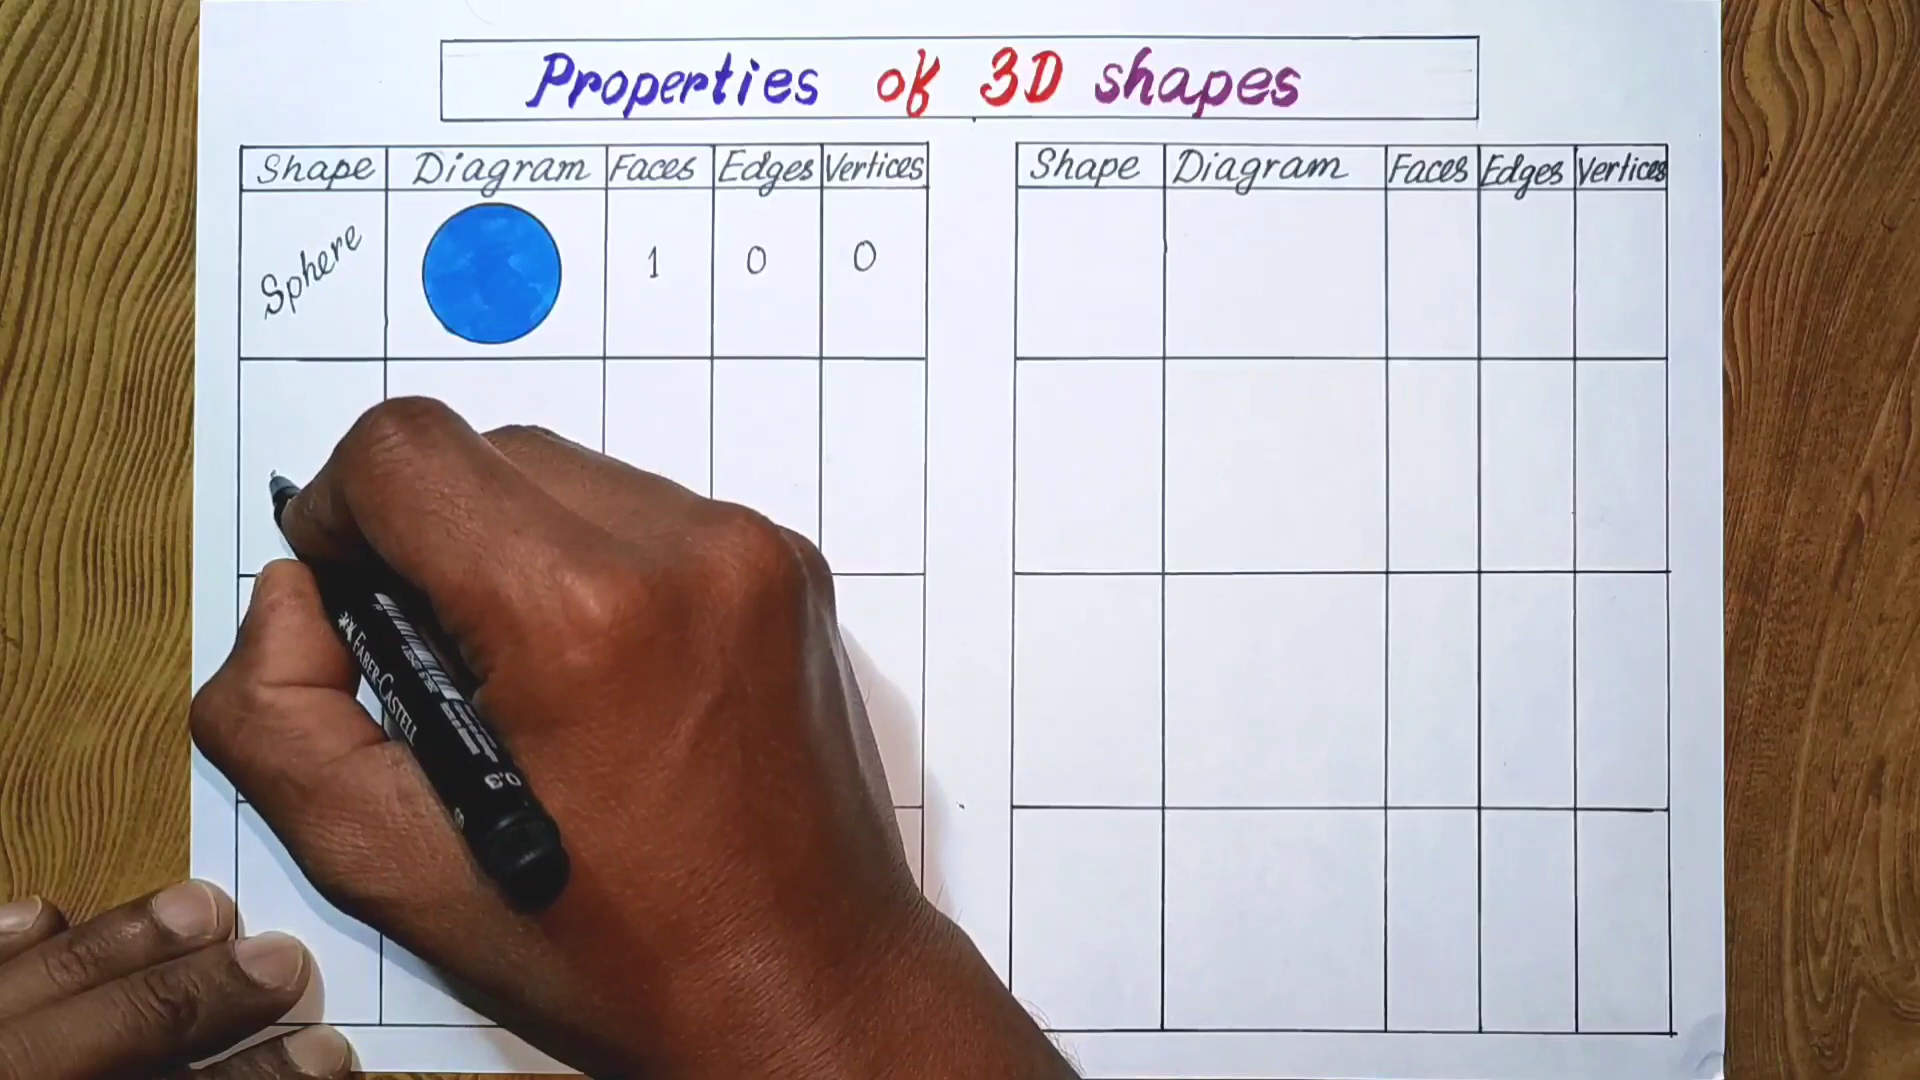 Properties of 3D shapes
Shape Diagram Faces Edges Vertices
Sphere 1 0 0
Shape Diagram Faces Edges Vertices
FABER-CASTELL
0.3